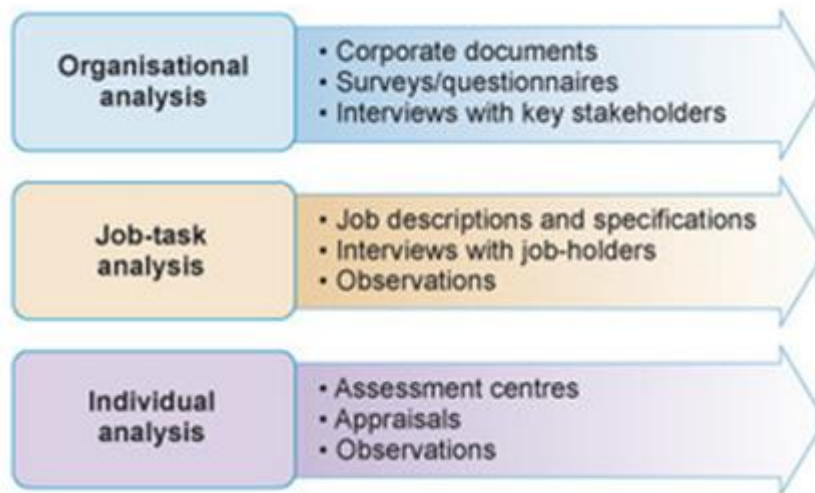 Organisational
analysis
• Corporate documents
• Surveys/questionnaires
• Interviews with key stakeholders
Job-task
analysis
• Job descriptions and specifications
• Interviews with job-holders
• Observations
Individual
analysis
• Assessment centres
• Appraisals
• Observations